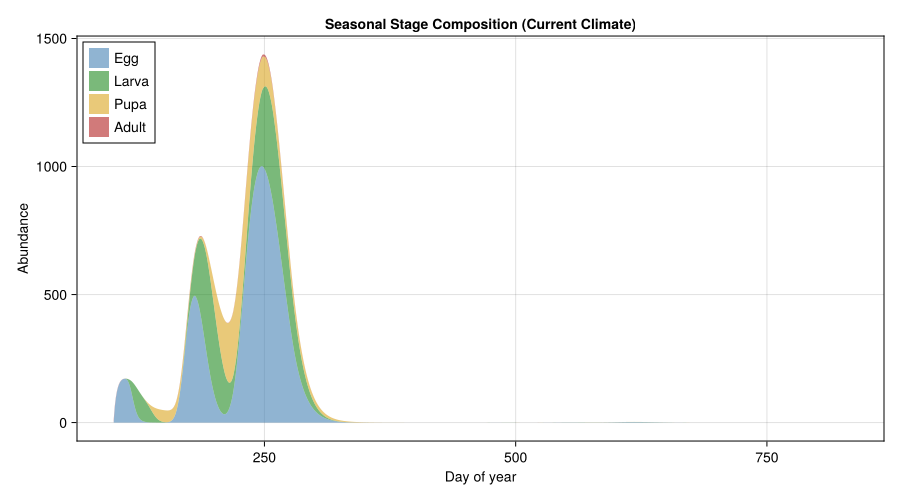 Seasonal Stage Composition (Current Climate)
Egg
Larva
Pupa
Adult
1500
1000
500
0
Abundance
250
500
750
Day of year